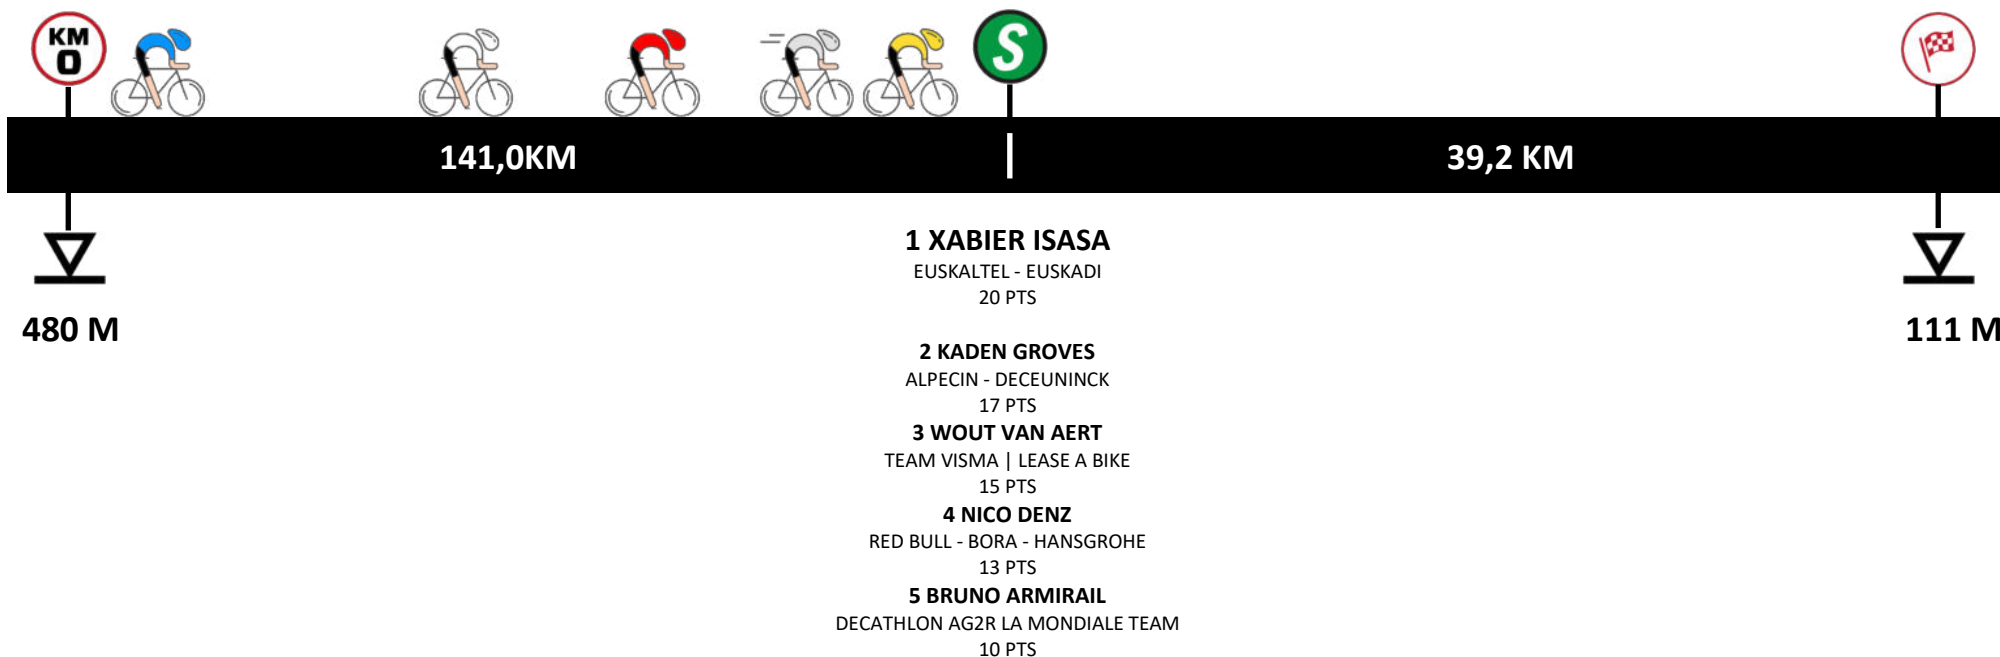 KM
0
S
141,0KM
39,2 KM
480 M
111 M
1 XABIER ISASA
EUSKALTEL - EUSKADI
20 PTS
2 KADEN GROVES
ALPECIN - DECEUNINCK
17 PTS
3 WOUT VAN AERT
TEAM VISMA | LEASE A BIKE
15 PTS
4 NICO DENZ
RED BULL - BORA - HANSGROHE
13 PTS
5 BRUNO ARMIRAIL
DECATHLON AG2R LA MONDIALE TEAM
10 PTS